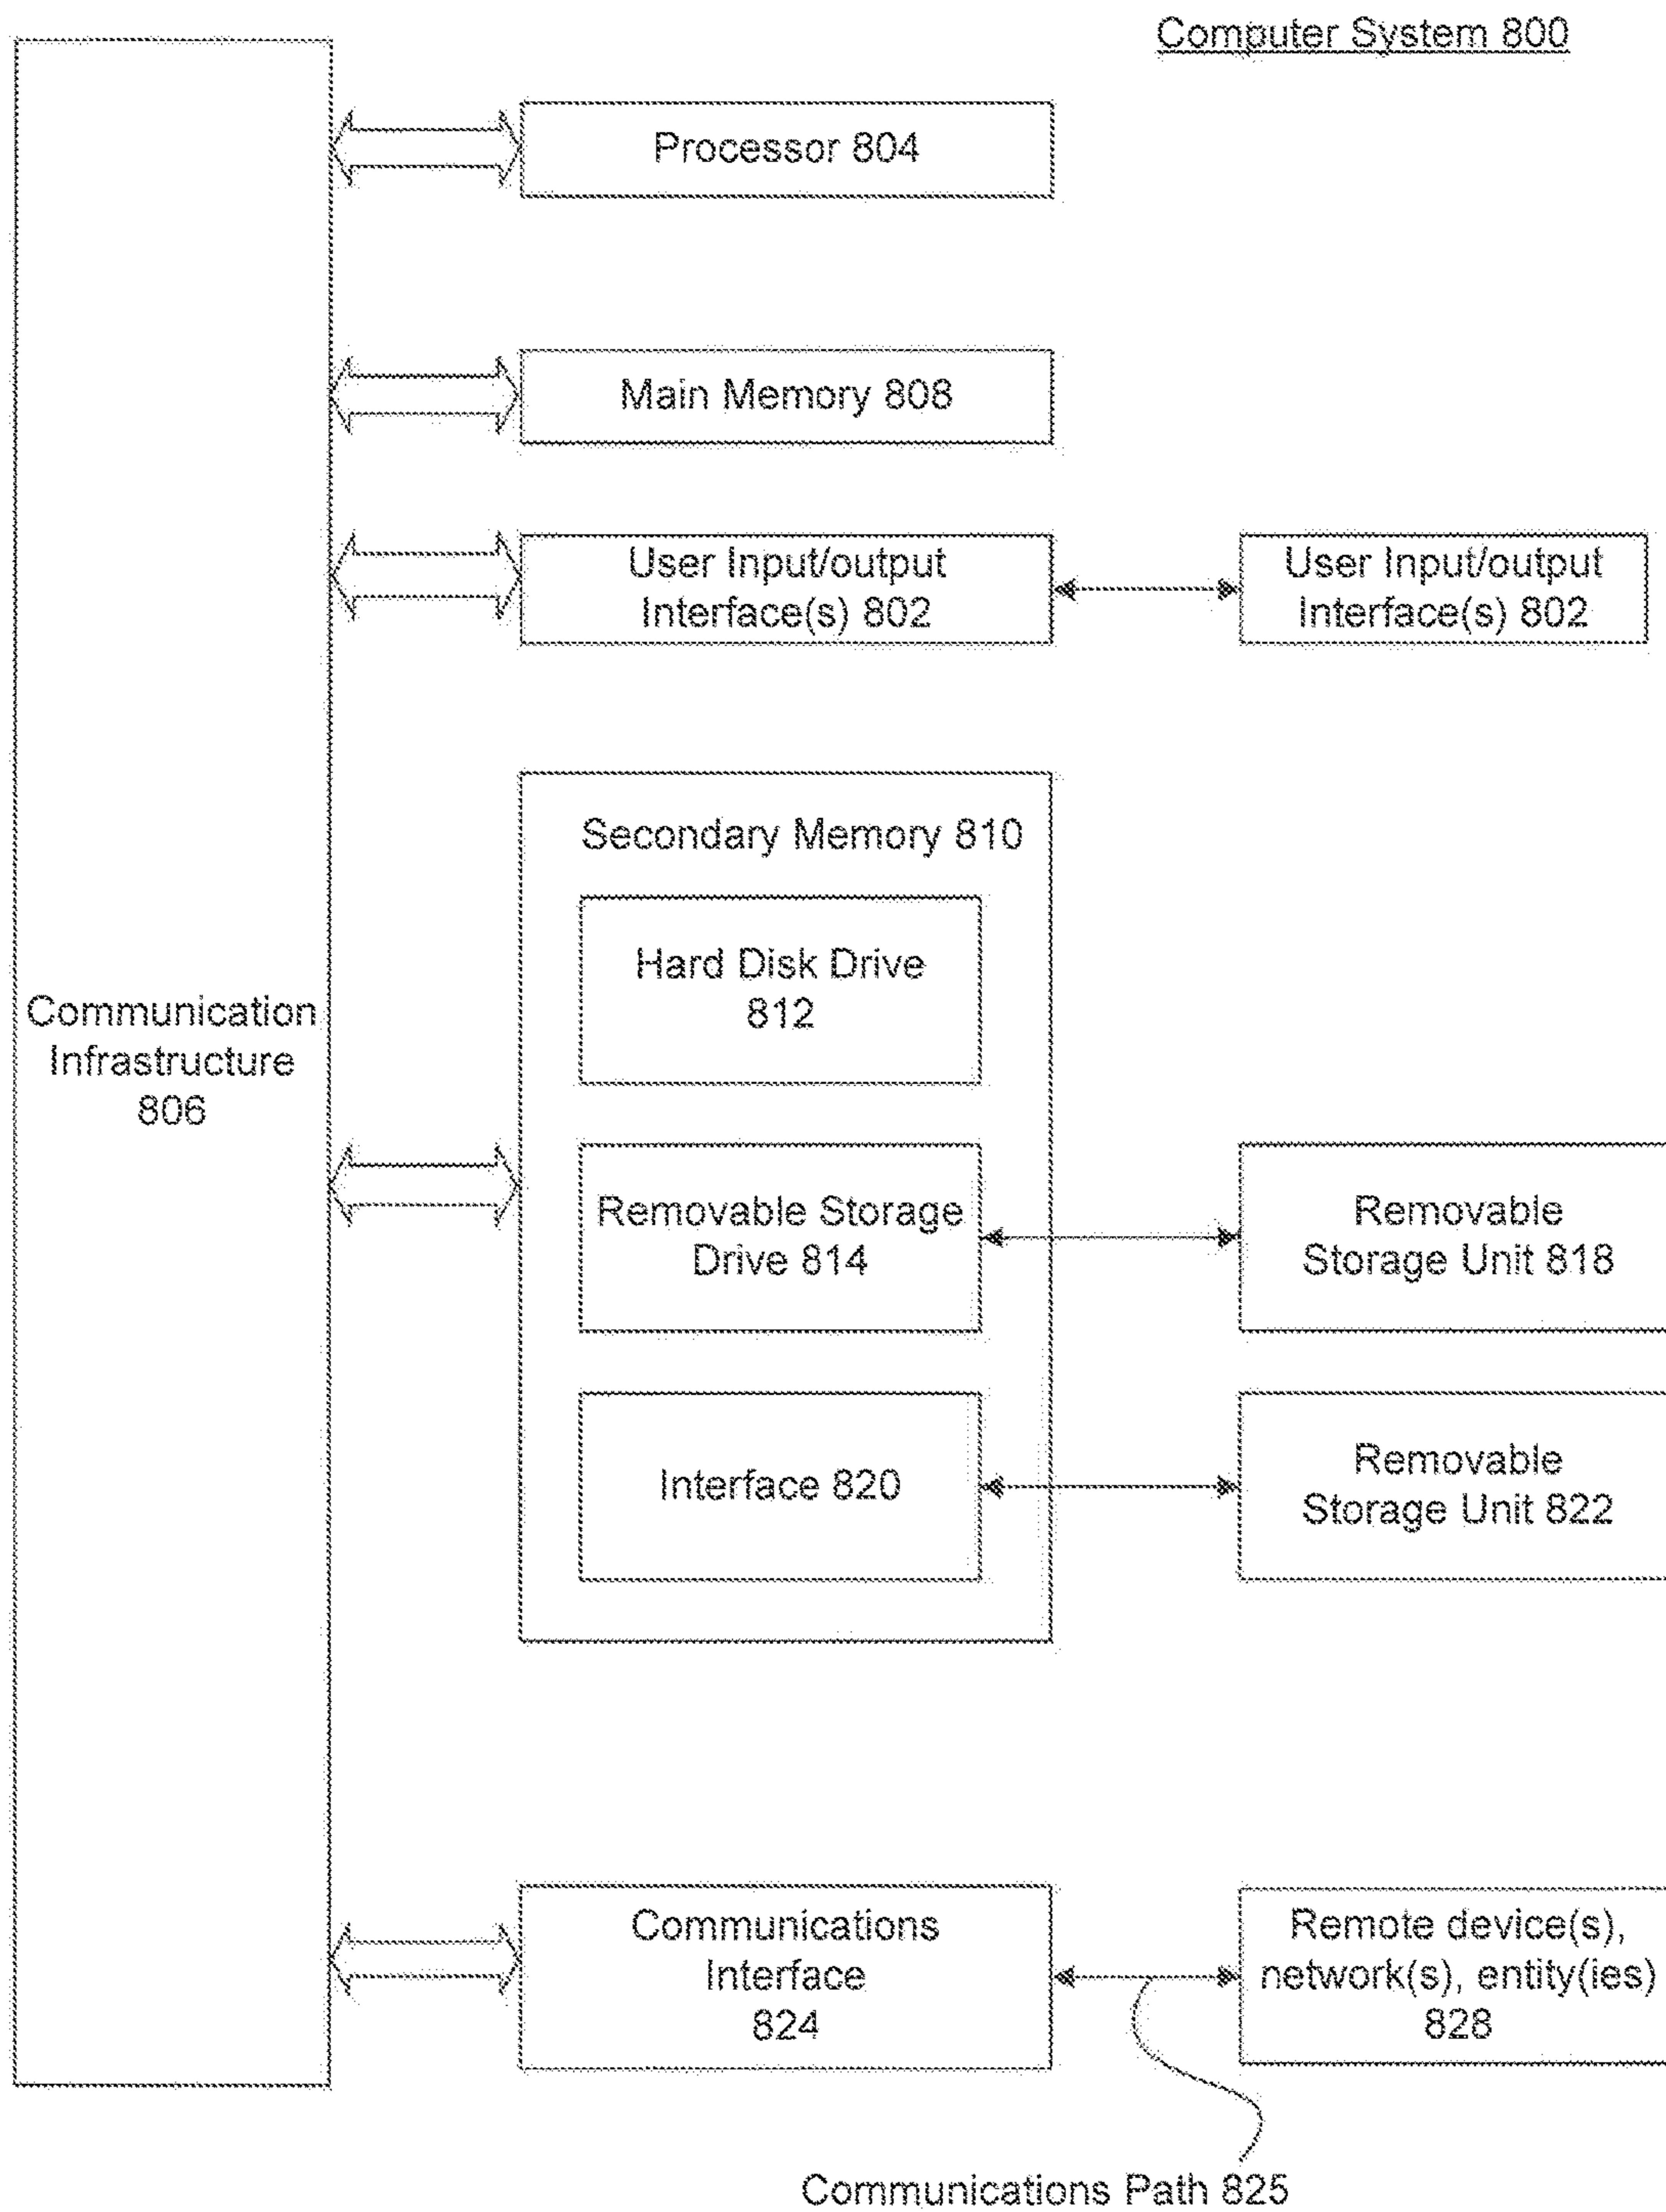 Computer System 800
Processor 804
Main Memory 808
User Input/output
Interface(s) 802
User Input/output
Interface(s) 802
Secondary Memory 810
Hard Disk Drive
812
Communication
Infrastructure
806
Removable Storage
Drive 814
Removable
Storage Unit 818
Interface 820
Removable
Storage Unit 822
Communications
Interface
824
Remote device(s),
network(s), entity(ies)
828
Communications Path 825